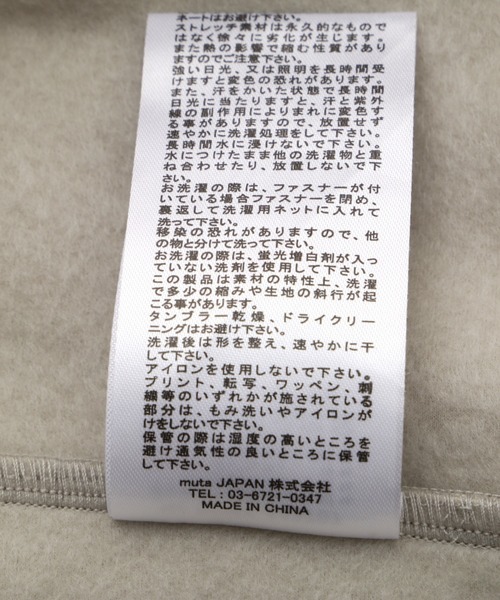 ネートはお避け下さい。
ストレッチ素材は永久的なもので
はなく徐々に劣化が生じます。
また熱の影響で縮む性質があり
ますのでご注意下さい。
強い日光、又は照明を長時間受
けますと変色の恐れがあります。
また、汗をかいた状態で長時間
日光に当たりますと、汗と紫外
線の副作用によりまれに変色す
る事がありますので、放置せず
速やかに洗濯処理をして下さい。
長時間水に浸けないで下さい。
水につけたまま他の洗濯物と重
ね合わせたり、放置しないで下
さい。
お洗濯の際は、ファスナーが付
いている場合ファスナーを閉め、
裏返して洗濯用ネットに入れて
洗って下さい。
移染の恐れがありますので、他
の物と分けて洗って下さい。
お洗濯の際は、蛍光増白剤が入っ
ていない洗剤を使用して下さい。
この製品は素材の特性上、洗濯
で多少の縮みや生地の斜行が起
こる事があります。
タンブラー乾燥、ドライクリー
ニングはお避け下さい。
洗濯後は形を整え、速やかに干
して下さい。
アイロンを使用しないで下さい。
プリント、転写、ワッペン、刺
繍等のいずれかが施されている
部分は、もみ洗いやアイロンが
けをしないで下さい。
保管の際は湿度の高いところを
避け通気性の良いところに保管
して下さい。
muta JAPAN 株式会社
TEL : 03-6721-0347
MADE IN CHINA